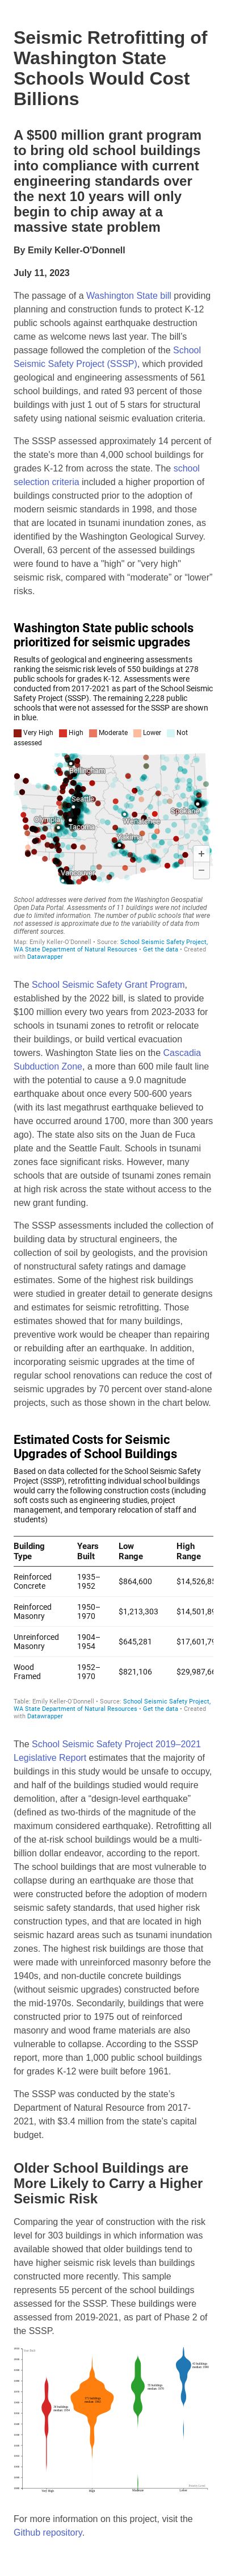 Seismic Retrofitting of
Washington State
Schools Would Cost
Billions
A $500 million grant program
to bring old school buildings
into compliance with current
engineering standards over
the next 10 years will only
begin to chip away at a
massive state problem
By Emily Keller-O'Donnell
July 11, 2023
The passage of a Washington State bill providing
planning and construction funds to protect K-12
public schools against earthquake destruction
came as welcome news last year. The bill's
passage followed the completion of the School
Seismic Safety Project (SSSP), which provided
geological and engineering assessments of 561
school buildings, and rated 93 percent of those
buildings with just 1 out of 5 stars for structural
safety using national seismic evaluation criteria.
The SSSP assessed approximately 14 percent of
the state's more than 4,000 school buildings for
grades K-12 from across the state. The school
selection criteria included a higher proportion of
buildings constructed prior to the adoption of
modern seismic standards in 1998, and those
that are located in tsunami inundation zones, as
identified by the Washington Geological Survey.
Overall, 63 percent of the assessed buildings
were found to have a "high" or "very high"
seismic risk, compared with “moderate” or “lower”
risks.
Washington State public schools
prioritized for seismic upgrades
Results of geological and engineering assessments
ranking the seismic risk levels of 550 buildings at 278
public schools for grades K-12. Assessments were
conducted from 2017-2021 as part of the School Seismic
Safety Project (SSSP). The remaining 2,228 public
schools that were not assessed for the SSSP are shown
in blue.
Very High High Moderate Lower Not
assessed
Bellingham
Seattle
Spokane
Olympia
Tacoma
Yakima
Vancouver
+
−
School addresses were derived from the Washington Geospatial
Open Data Portal. Assessments of 11 buildings were not included
due to limited information. The number of public schools that were
not assessed is approximate due to the variability of data from
different sources.
Map: Emily Keller-O'Donnell • Source: School Seismic Safety Project,
WA State Department of Natural Resources • Get the data • Created
with Datawrapper
The School Seismic Safety Grant Program,
established by the 2022 bill, is slated to provide
$100 million every two years from 2023-2033 for
schools in tsunami zones to retrofit or relocate
their buildings, or build vertical evacuation
towers. Washington State lies on the Cascadia
Subduction Zone, a more than 600 mile fault line
with the potential to cause a 9.0 magnitude
earthquake about once every 500-600 years
(with its last megathrust earthquake believed to
have occurred around 1700, more than 300 years
ago). The state also sits on the Juan de Fuca
plate and the Seattle Fault. Schools in tsunami
zones face significant risks. However, many
schools that are outside of tsunami zones remain
at high risk across the state without access to the
new grant funding.
The SSSP assessments included the collection of
building data by structural engineers, the
collection of soil by geologists, and the provision
of nonstructural safety ratings and damage
estimates. Some of the highest risk buildings
were studied in greater detail to generate designs
and estimates for seismic retrofitting. Those
estimates showed that for many buildings,
preventive work would be cheaper than repairing
or rebuilding after an earthquake. In addition,
incorporating seismic upgrades at the time of
regular school renovations can reduce the cost of
seismic upgrades by 70 percent over stand-alone
projects, such as those shown in the chart below.
Estimated Costs for Seismic
Upgrades of School Buildings
Based on data collected for the School Seismic Safety
Project (SSSP), retrofitting individual school buildings
would carry the following construction costs (including
soft costs such as engineering studies, project
management, and temporary relocation of staff and
students)
Building Type Years Built Low Range High Range
Reinforced Concrete 1935–1952 $864,600 $14,526,85
Reinforced Masonry 1950–1970 $1,213,303 $14,501,89
Unreinforced Masonry 1904–1954 $645,281 $17,601,79
Wood Framed 1952–1970 $821,106 $29,987,66
Table: Emily Keller-O'Donnell • Source: School Seismic Safety Project,
WA State Department of Natural Resources • Get the data • Created
with Datawrapper
The School Seismic Safety Project 2019–2021
Legislative Report estimates that the majority of
buildings in this study would be unsafe to occupy,
and half of the buildings studied would require
demolition, after a “design-level earthquake”
(defined as two-thirds of the magnitude of the
maximum considered earthquake). Retrofitting all
of the at-risk school buildings would be a multi-
billion dollar endeavor, according to the report.
The school buildings that are most vulnerable to
collapse during an earthquake are those that
were constructed before the adoption of modern
seismic safety standards, that used higher risk
construction types, and that are located in high
seismic hazard areas such as tsunami inundation
zones. The highest risk buildings are those that
were made with unreinforced masonry before the
1940s, and non-ductile concrete buildings
(without seismic upgrades) constructed before
the mid-1970s. Secondarily, buildings that were
constructed prior to 1975 out of reinforced
masonry and wood frame materials are also
vulnerable to collapse. According to the SSSP
report, more than 1,000 public school buildings
for grades K-12 were built before 1961.
The SSSP was conducted by the state's
Department of Natural Resource from 2017-
2021, with $3.4 million from the state's capital
budget.
Older School Buildings are
More Likely to Carry a Higher
Seismic Risk
Comparing the year of construction with the risk
level for 303 buildings in which information was
available showed that older buildings tend to
have higher seismic risk levels than buildings
constructed more recently. This sample
represents 55 percent of the school buildings
assessed for the SSSP. These buildings were
assessed from 2019-2021, as part of Phase 2 of
the SSSP.
For more information on this project, visit the
Github repository.